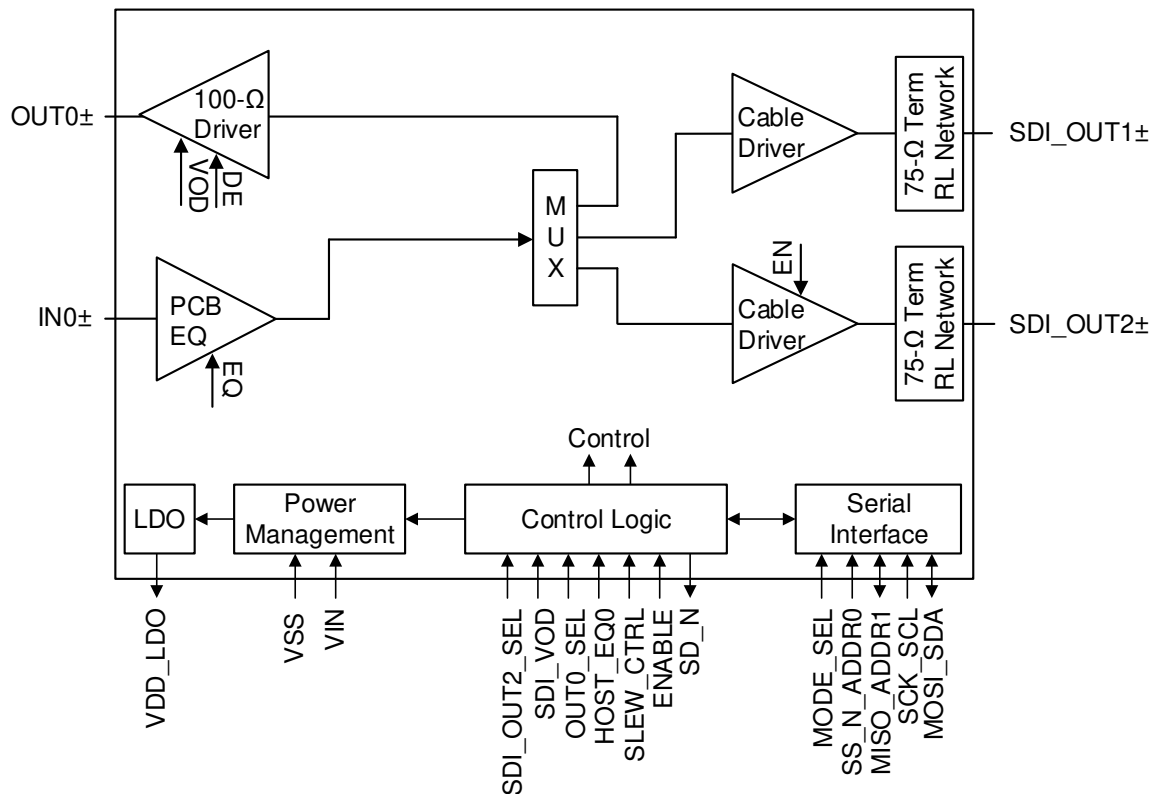 OUT0±
100-Ω
Driver
VOD
DE
IN0±
PCB
EQ
EQ
M
U
X
Cable
Driver
75-Ω Term
RL Network
SDI_OUT1±
EN
Cable
Driver
75-Ω Term
RL Network
SDI_OUT2±
Control
LDO
Power
Management
Control Logic
Serial
Interface
VDD_LDO
VSS
VIN
SDI_OUT2_SEL
SDI_VOD
OUT0_SEL
HOST_EQ0
SLEW_CTRL
ENABLE
SD_N
MODE_SEL
SS_N_ADDR0
MISO_ADDR1
SCK_SCL
MOSI_SDA